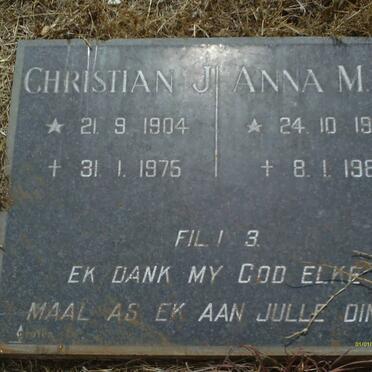 CHRISTIAN J ANNA M.
★ 21. 9. 1904 ★ 24. 10. 19
✝ 31. 1. 1975 ✝ 8. 1. 198
FIL. 1 3.
EK DANK MY GOD ELKE
MAAL AS EK AAN JULLE DIN